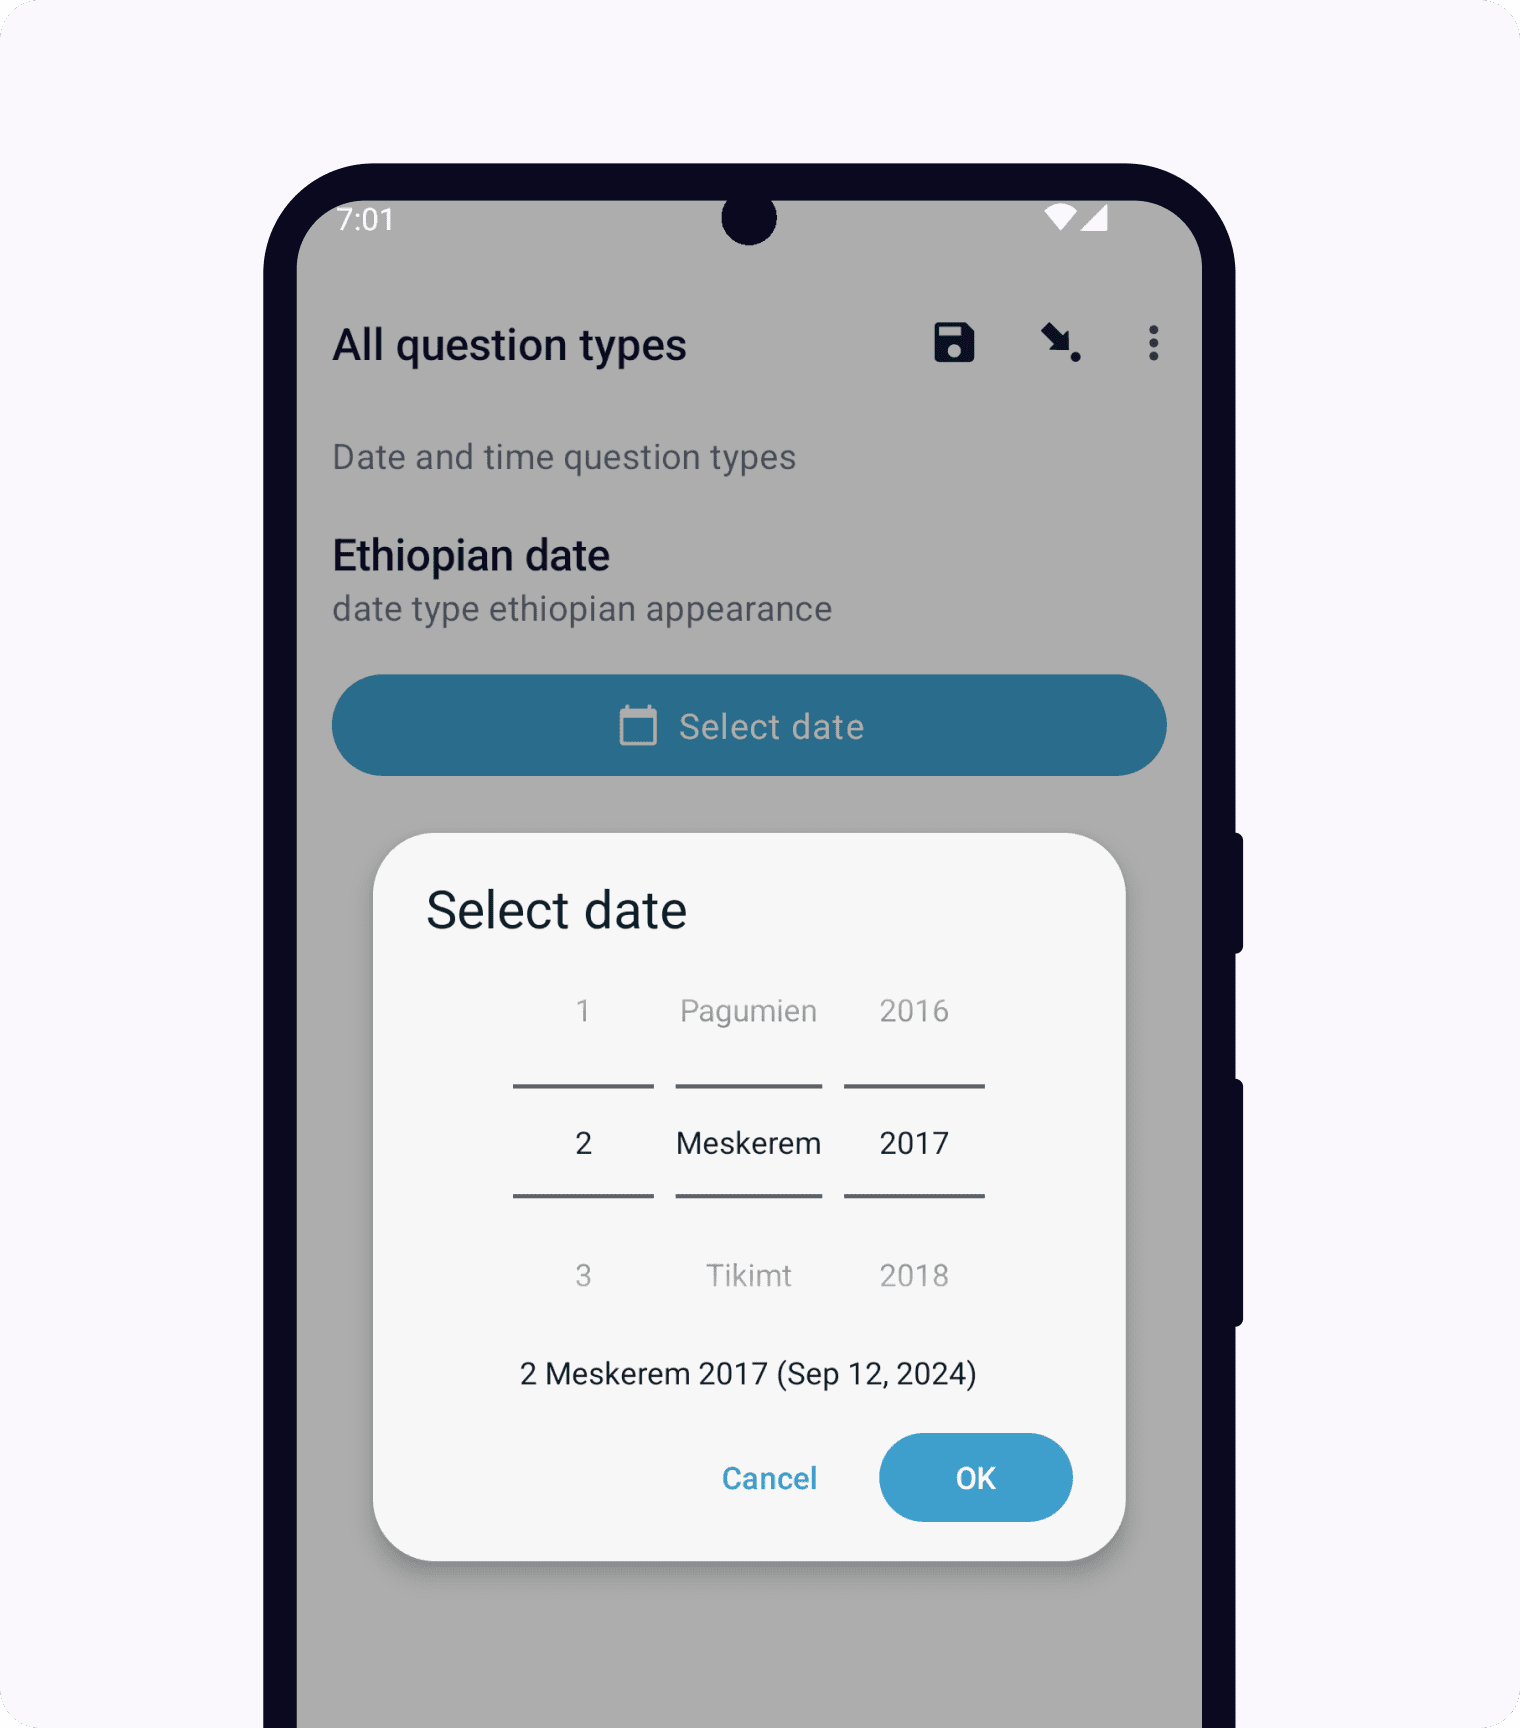 7:01
All question types
Date and time question types
Ethiopian date
date type ethiopian appearance
Select date
Select date
1 Pagumien 2016
2 Meskerem 2017
3 Tikimt 2018
2 Meskerem 2017 (Sep 12, 2024)
Cancel OK